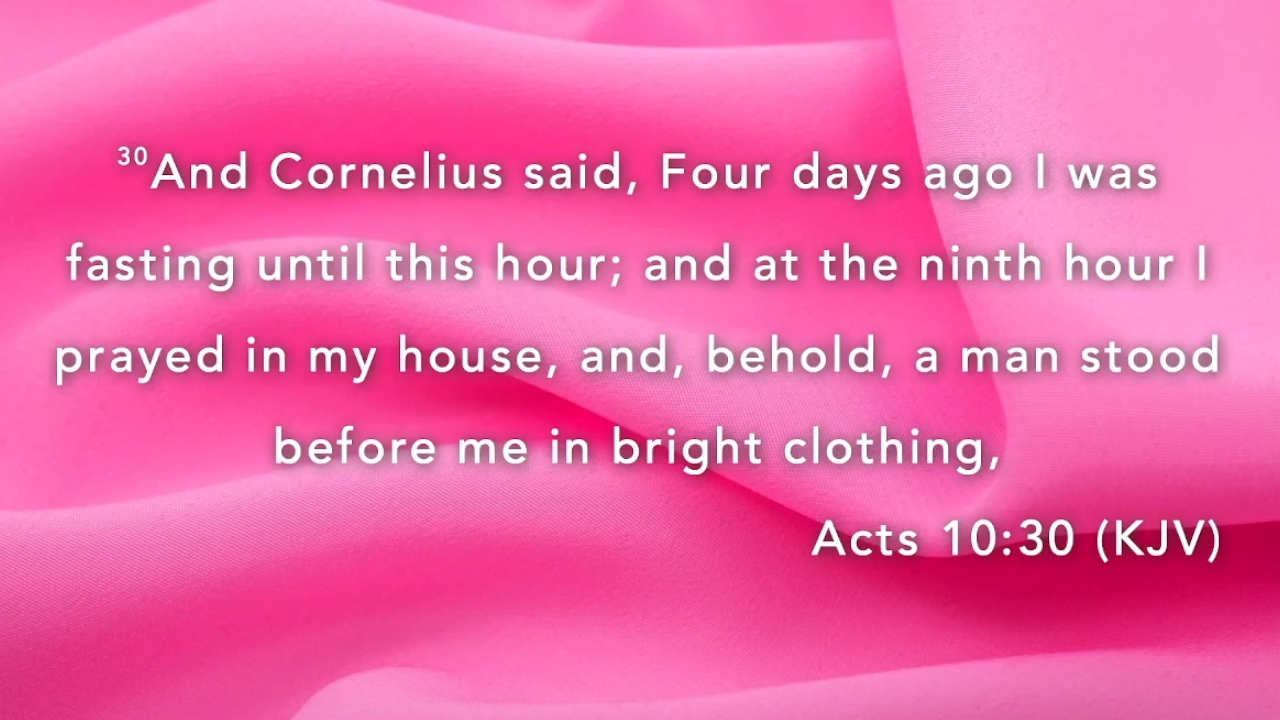 30And Cornelius said, Four days ago I was
fasting until this hour; and at the ninth hour I
prayed in my house, and, behold, a man stood
before me in bright clothing,
Acts 10:30 (KJV)